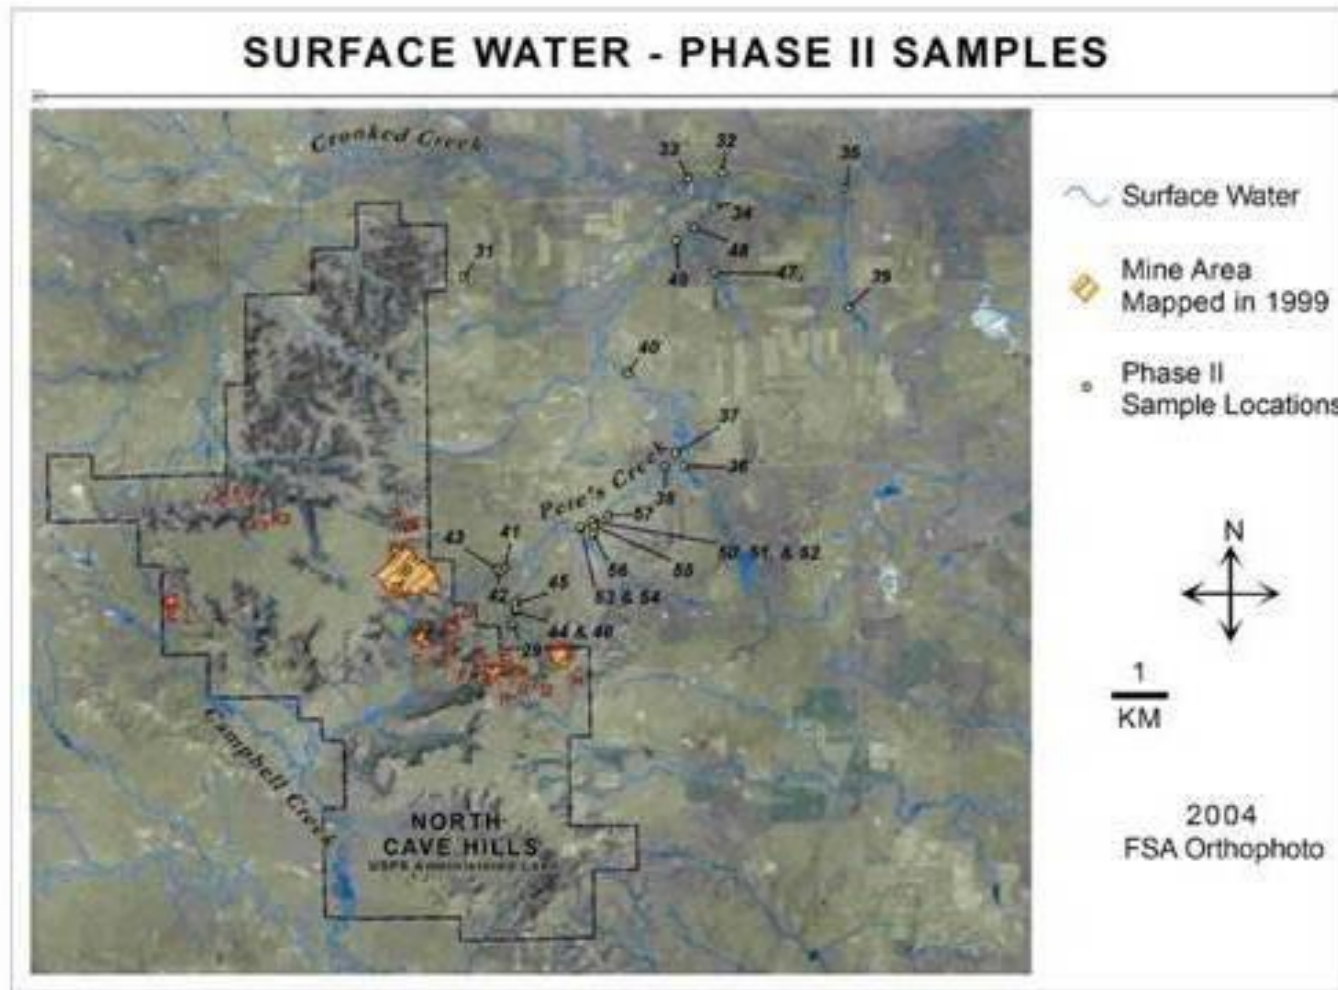 SURFACE WATER - PHASE II SAMPLES
Crooked Creek
33
32
35
34
48
49
47,
39
31
40
37
36
38
Pete's Creek
57
50, 51, & 52
55
56
53 & 54
43
41
42
45
44 & 46
29
Campbell Creek
NORTH
CAVE HILLS
Surface Water
Mine Area
Mapped in 1999
Phase II
Sample Locations
N
1
KM
2004
FSA Orthophoto